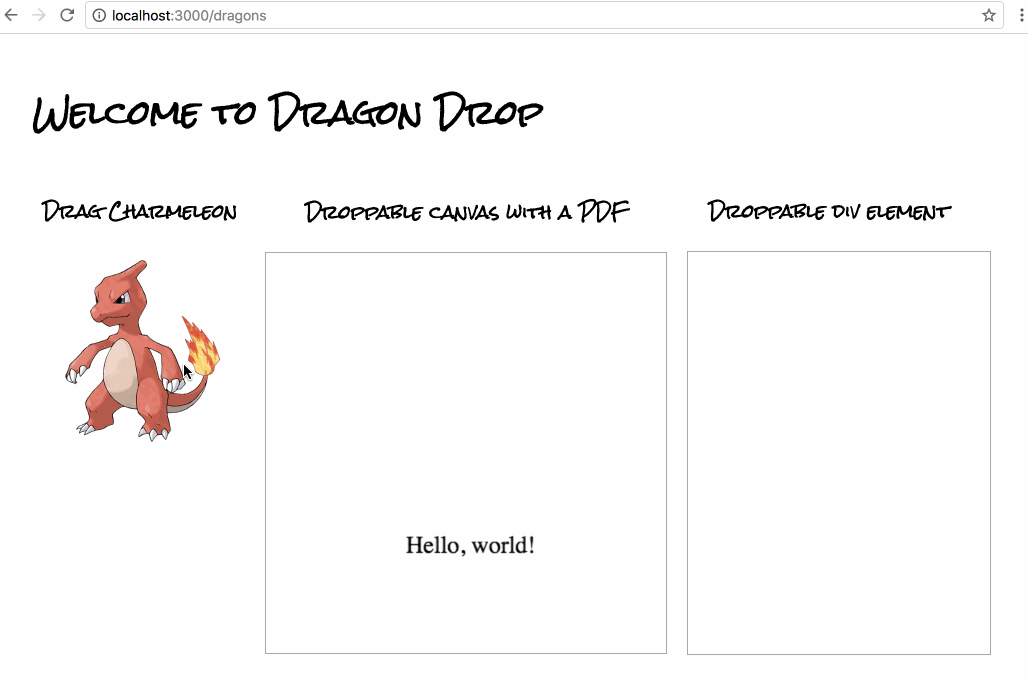 localhost:3000/dragons
Welcome to Dragon Drop
Drag Charmeleon
Droppable canvas with a PDF
Droppable div element
Hello, world!